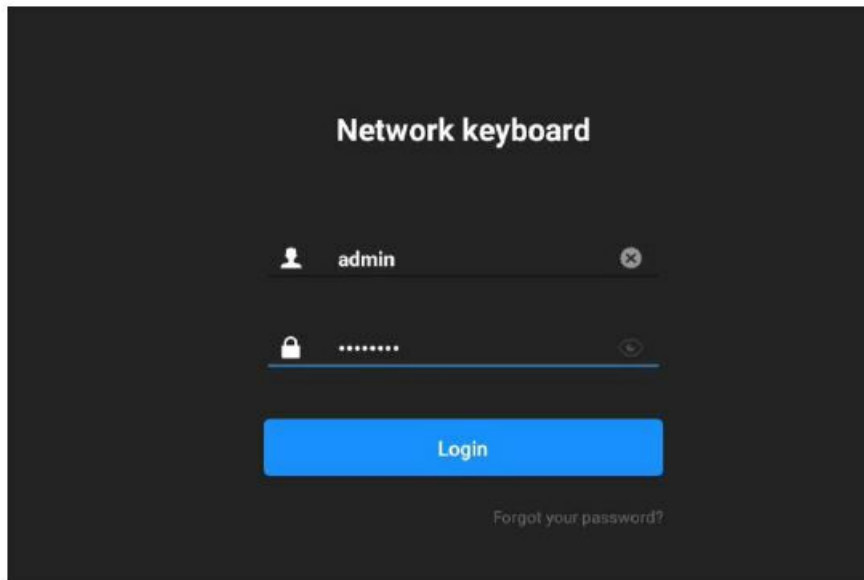 Network keyboard
admin
••••••••
Login
Forgot your password?